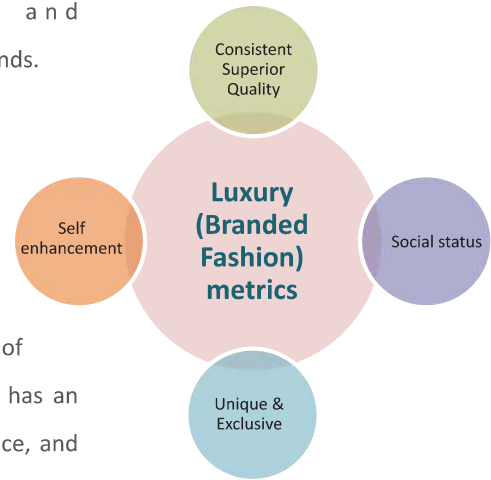 a n d
nds.
Consistent
Superior
Quality
Self
enhancement
Luxury
(Branded
Fashion)
metrics
Social status
of
has an
ce, and
Unique &
Exclusive